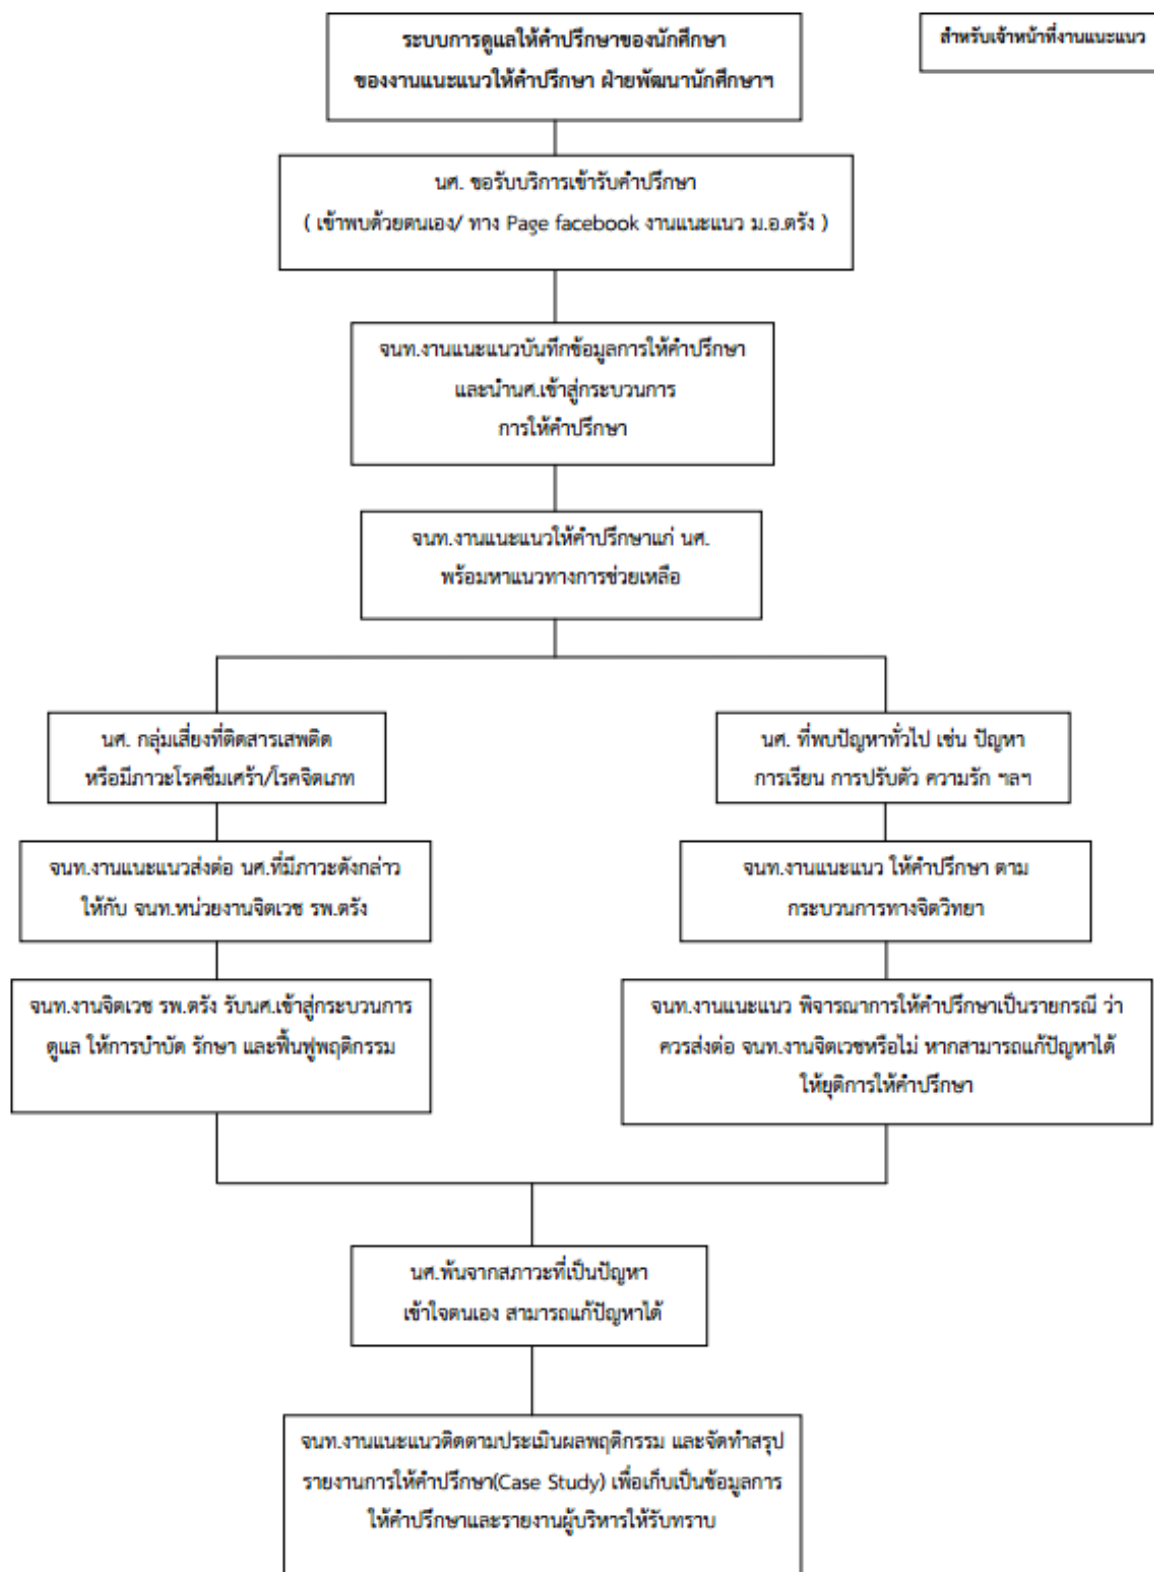 ระบบการดูแลให้คำปรึกษาของนักศึกษา
ของงานแนะแนวให้คำปรึกษา ฝ่ายพัฒนานักศึกษาฯ
สำหรับเจ้าหน้าที่งานแนะแนว
นศ. ขอรับบริการเข้ารับคำปรึกษา
( เข้าพบด้วยตนเอง/ ทาง Page facebook งานแนะแนว ม.อ.ตรัง )
จนท.งานแนะแนวบันทึกข้อมูลการให้คำปรึกษา
และนำนศ.เข้าสู่กระบวนการ
การให้คำปรึกษา
จนท.งานแนะแนวให้คำปรึกษาแก่ นศ.
พร้อมหาแนวทางการช่วยเหลือ
นศ. กลุ่มเสี่ยงที่ติดสารเสพติด
หรือมีภาวะโรคซึมเศร้า/โรคจิตเภท
จนท.งานแนะแนวส่งต่อ นศ.ที่มีภาวะดังกล่าว
ให้กับ จนท.หน่วยงานจิตเวช รพ.ตรัง
จนท.งานจิตเวช รพ.ตรัง รับนศ.เข้าสู่กระบวนการ
ดูแล ให้การบำบัด รักษา และฟื้นฟูพฤติกรรม
นศ. ที่พบปัญหาทั่วไป เช่น ปัญหา
การเรียน การปรับตัว ความรัก ฯลฯ
จนท.งานแนะแนว ให้คำปรึกษา ตาม
กระบวนการทางจิตวิทยา
จนท.งานแนะแนว พิจารณาการให้คำปรึกษาเป็นรายกรณี ว่า
ควรส่งต่อ จนท.งานจิตเวชหรือไม่ หากสามารถแก้ปัญหาได้
ให้ยุติการให้คำปรึกษา
นศ.พ้นจากสภาวะที่เป็นปัญหา
เข้าใจตนเอง สามารถแก้ปัญหาได้
จนท.งานแนะแนวติดตามประเมินผลพฤติกรรม และจัดทำสรุป
รายงานการให้คำปรึกษา(Case Study) เพื่อเก็บเป็นข้อมูลการ
ให้คำปรึกษาและรายงานผู้บริหารให้รับทราบ